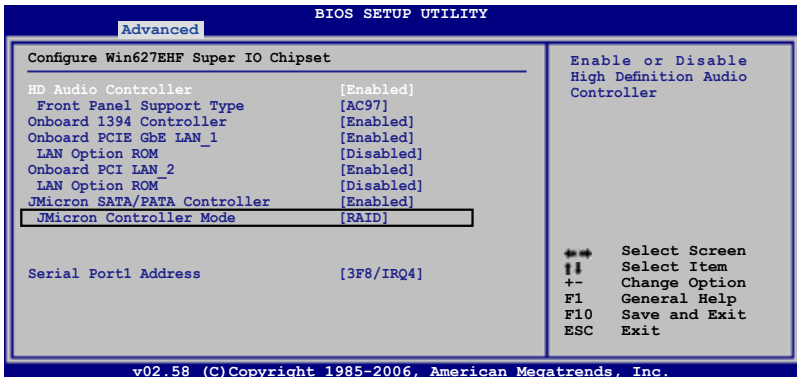 BIOS SETUP UTILITY
Advanced
Configure Win627EHF Super IO Chipset
HD Audio Controller [Enabled]
Front Panel Support Type [AC97]
Onboard 1394 Controller [Enabled]
Onboard PCIE GbE LAN_1 [Enabled]
LAN Option ROM [Disabled]
Onboard PCI LAN_2 [Enabled]
LAN Option ROM [Disabled]
JMicron SATA/PATA Controller [Enabled]
JMicron Controller Mode [RAID]
Serial Port1 Address [3F8/IRQ4]
Enable or Disable
High Definition Audio
Controller
←→ Select Screen
↑↓ Select Item
+- Change Option
F1 General Help
F10 Save and Exit
ESC Exit
v02.58 (C)Copyright 1985-2006, American Megatrends, Inc.